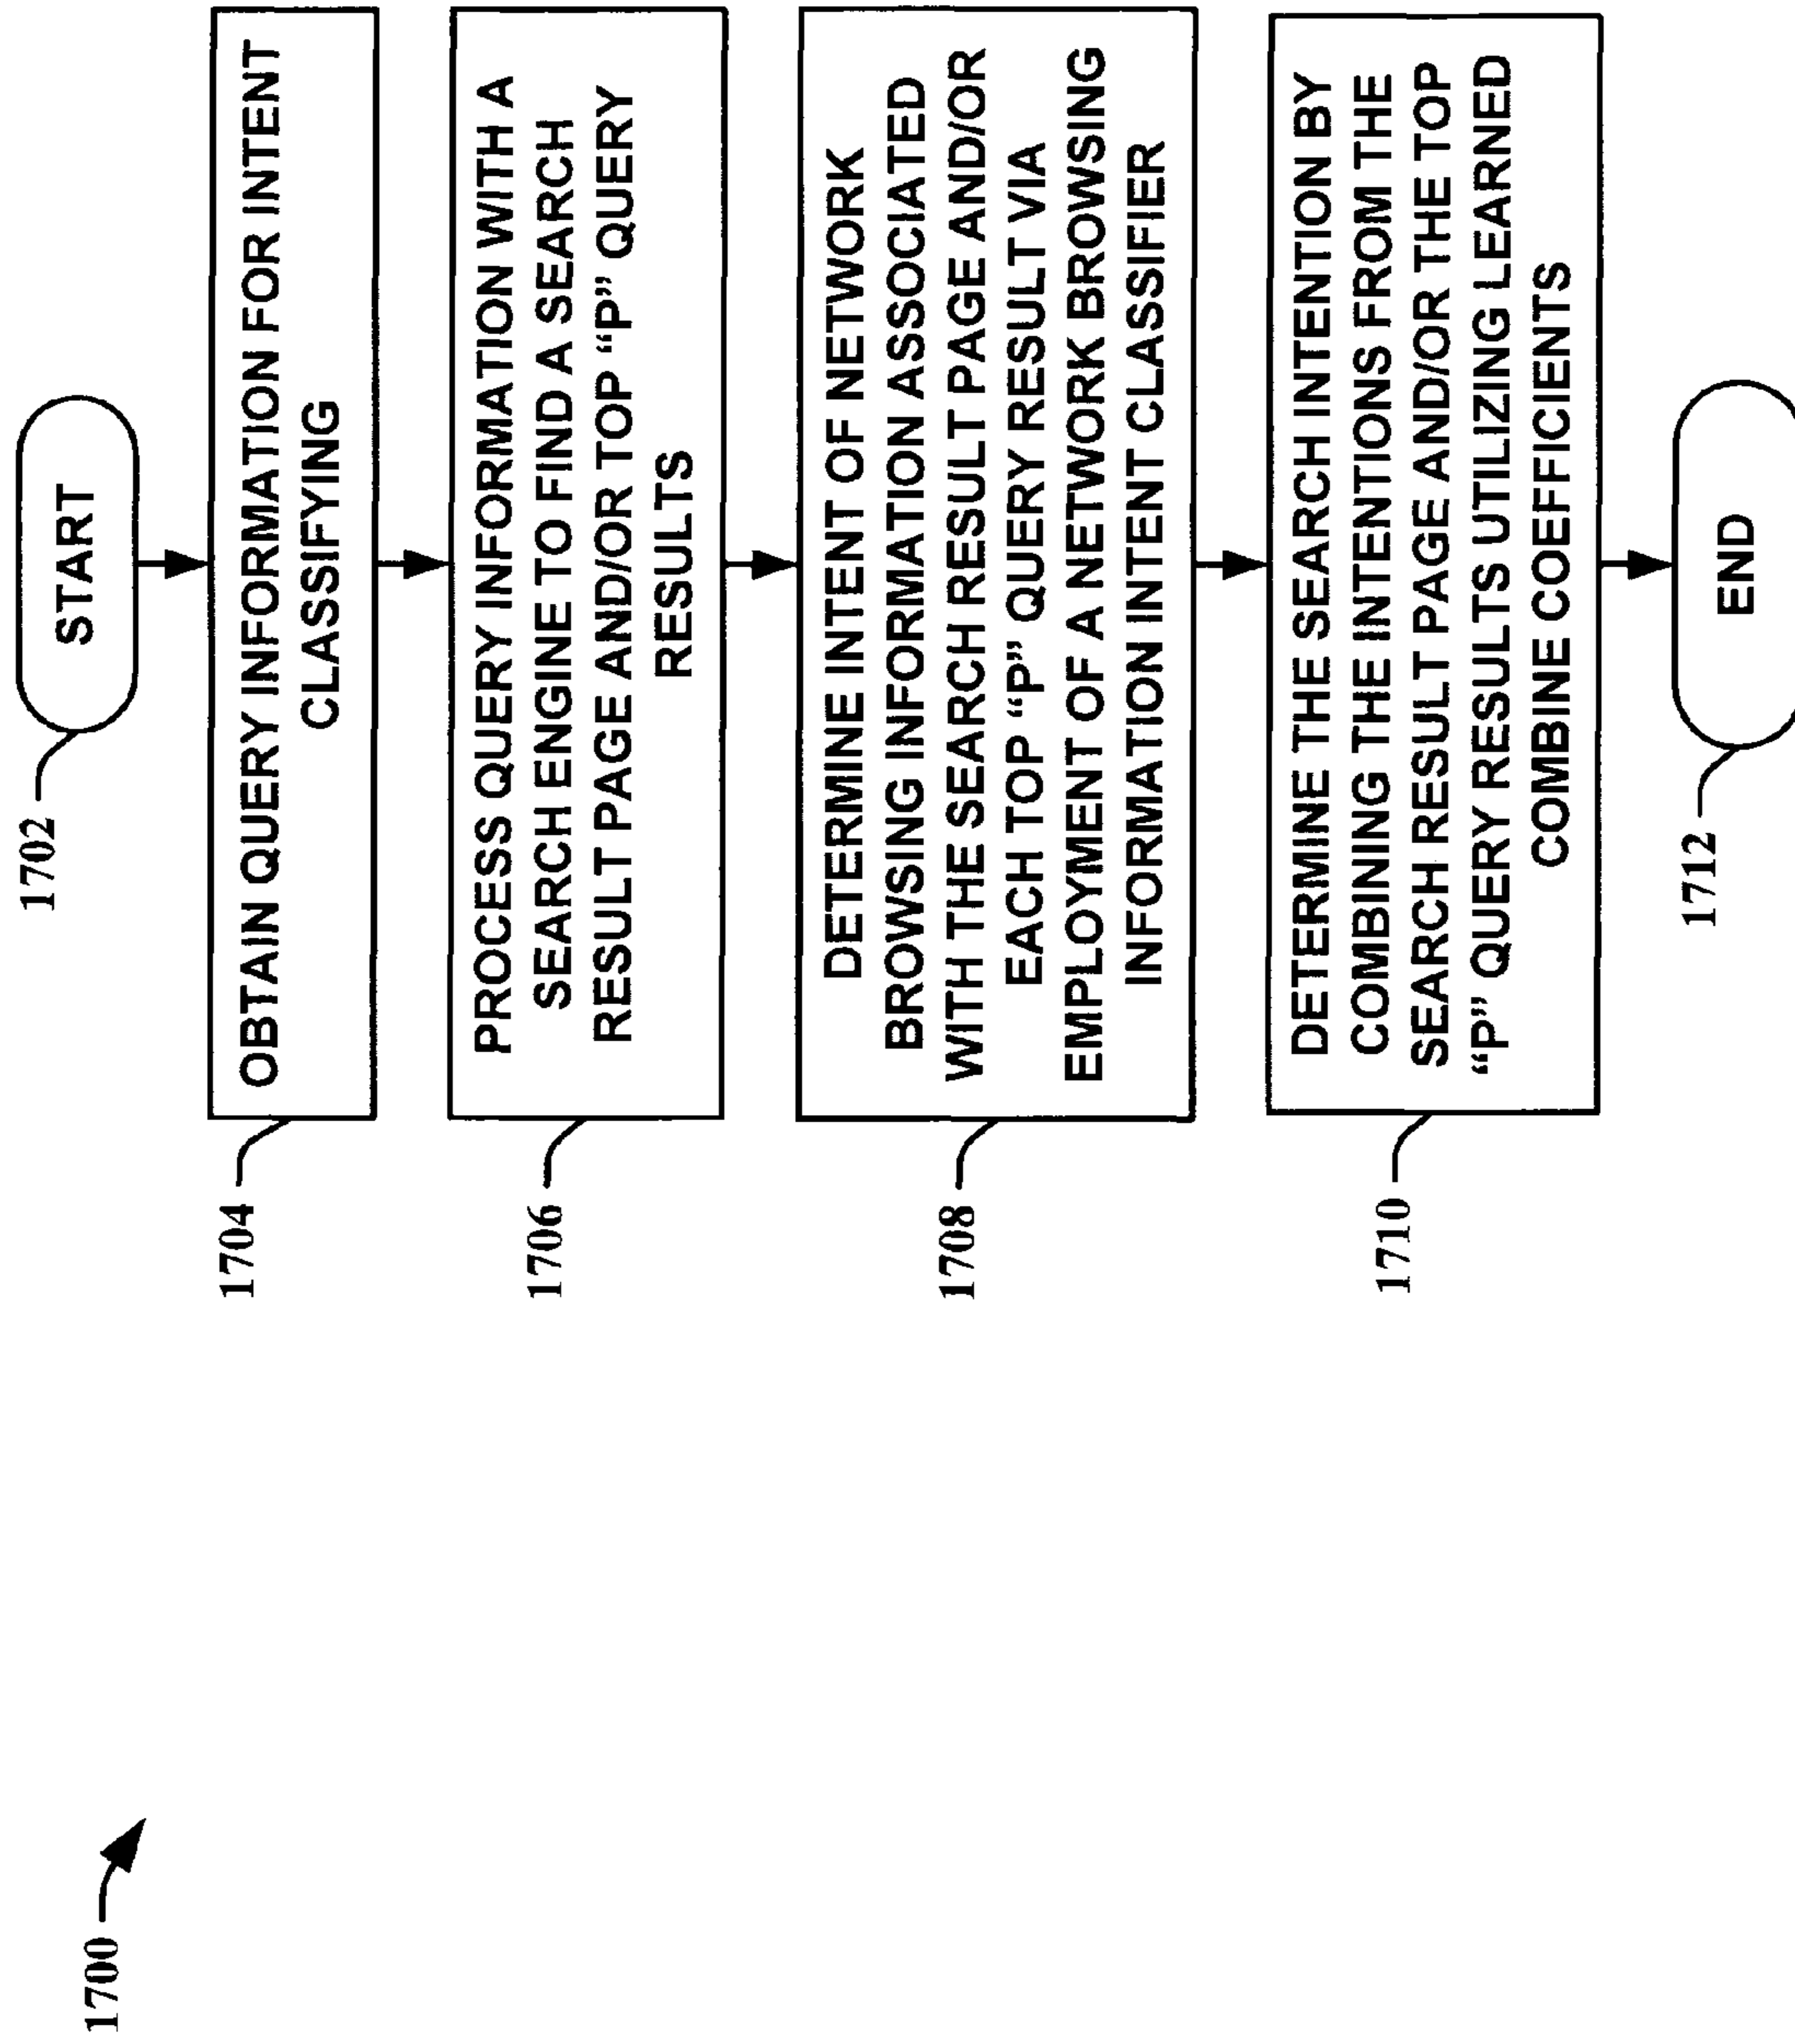 1700
1702
START
1704
OBTAIN QUERY INFORMATION FOR INTENT
CLASSIFYING
1706
PROCESS QUERY INFORMATION WITH A
SEARCH ENGINE TO FIND A SEARCH
RESULT PAGE AND/OR TOP “P” QUERY
RESULTS
1708
DETERMINE INTENT OF NETWORK
BROWSING INFORMATION ASSOCIATED
WITH THE SEARCH RESULT PAGE AND/OR
EACH TOP “P” QUERY RESULT VIA
EMPLOYMENT OF A NETWORK BROWSING
INFORMATION INTENT CLASSIFIER
1710
DETERMINE THE SEARCH INTENTION BY
COMBINING THE INTENTIONS FROM THE
SEARCH RESULT PAGE AND/OR THE TOP
“P” QUERY RESULTS UTILIZING LEARNED
COMBINE COEFFICIENTS
1712
END